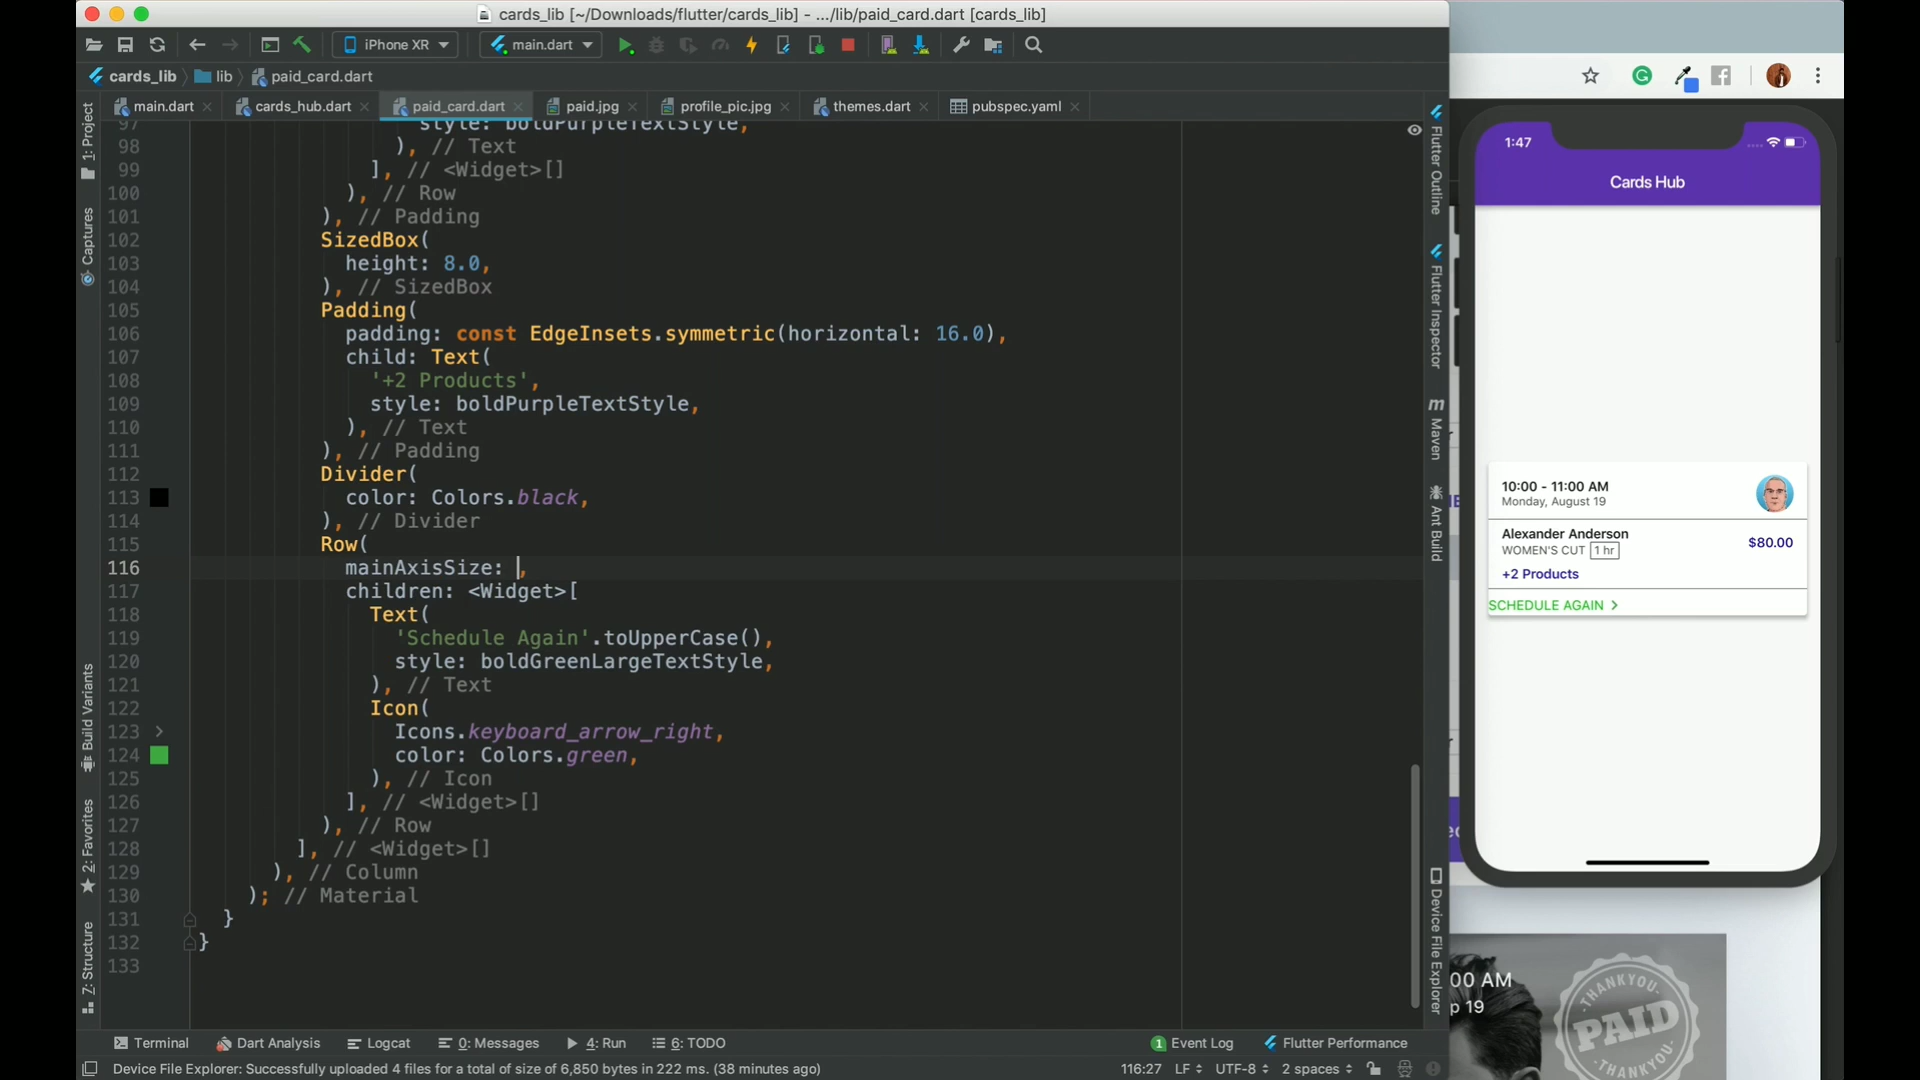 cards_lib [~/Downloads/flutter/cards_lib] - .../lib/paid_card.dart [cards_lib]
iPhone XR
main.dart
cards_lib
lib
paid_card.dart
main.dart
cards_hub.dart
paid_card.dart
paid.jpg
profile_pic.jpg
themes.dart
pubspec.yaml
1: Project
Captures
Build Variants
2: Favorites
Z: Structure
97 style: boldPurpleTextStyle,
98 ), // Text
99 ], // <Widget>[]
100 ), // Row
101 ), // Padding
102 SizedBox(
103 height: 8.0,
104 ), // SizedBox
105 Padding(
106 padding: const EdgeInsets.symmetric(horizontal: 16.0),
107 child: Text(
108 '+2 Products',
109 style: boldPurpleTextStyle,
110 ), // Text
111 ), // Padding
112 Divider(
113 color: Colors.black,
114 ), // Divider
115 Row(
116 mainAxisSize: ,
117 children: <Widget>[
118 Text(
119 'Schedule Again'.toUpperCase(),
120 style: boldGreenLargeTextStyle,
121 ), // Text
122 Icon(
123 Icons.keyboard_arrow_right,
124 color: Colors.green,
125 ), // Icon
126 ], // <Widget>[]
127 ), // Row
128 ], // <Widget>[]
129 ), // Column
130 ); // Material
131 }
132 }
133
Flutter Outline
Flutter Inspector
m Maven
Ant Build
Device File Explorer
Terminal
Dart Analysis
Logcat
0: Messages
4: Run
6: TODO
1 Event Log
Flutter Performance
Device File Explorer: Successfully uploaded 4 files for a total of size of 6,850 bytes in 222 ms. (38 minutes ago)
116:27
LF
UTF-8
2 spaces
1:47
Cards Hub
10:00 - 11:00 AM
Monday, August 19
Alexander Anderson
WOMEN'S CUT 1 hr
$80.00
+2 Products
SCHEDULE AGAIN
00 AM
p 19
THANK YOU
PAID
THANK YOU